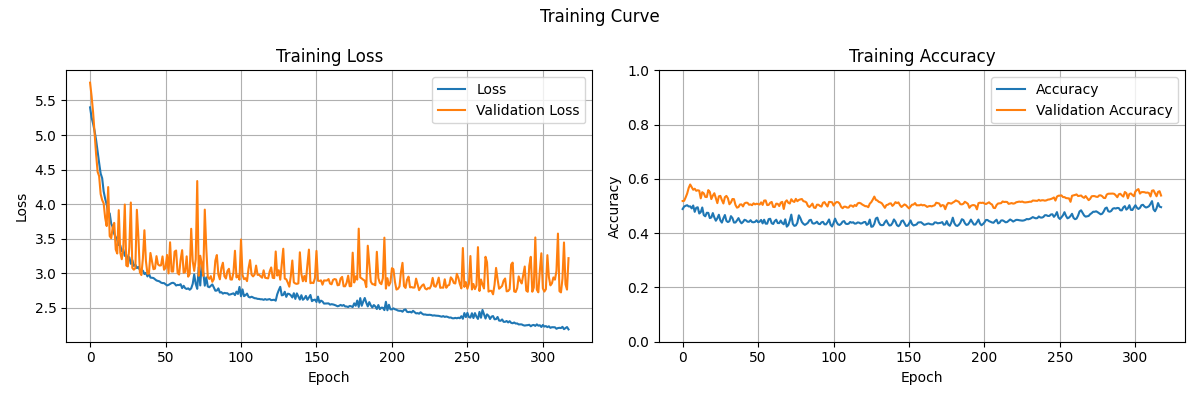 Training Curve
Training Loss
Loss
Validation Loss
5.5
5.0
4.5
4.0
3.5
3.0
2.5
Loss
0 50 100 150 200 250 300
Epoch
Training Accuracy
Accuracy
Validation Accuracy
1.0
0.8
0.6
0.4
0.2
0.0
Accuracy
0 50 100 150 200 250 300
Epoch